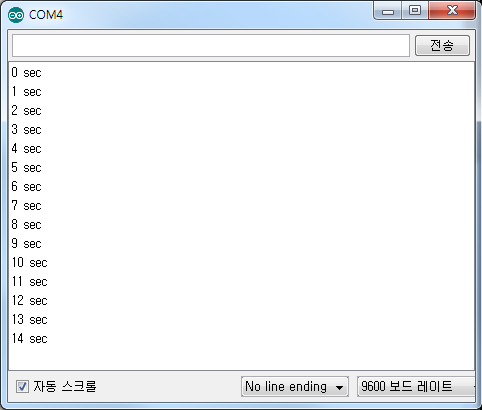 COM4
전송
0 sec
1 sec
2 sec
3 sec
4 sec
5 sec
6 sec
7 sec
8 sec
9 sec
10 sec
11 sec
12 sec
13 sec
14 sec
자동 스크롤 No line ending 9600 보드 레이트